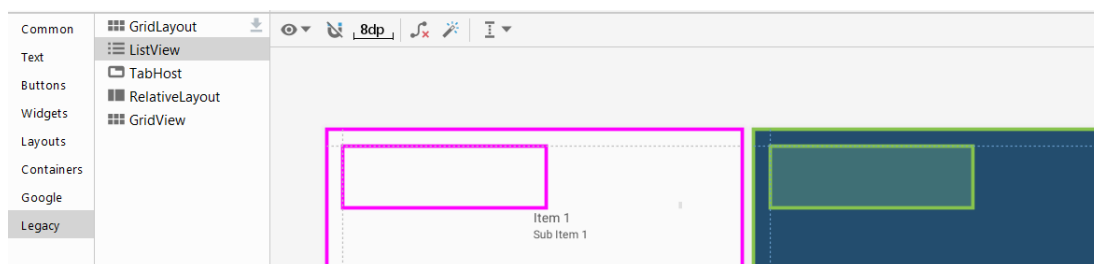 Common
Text
Buttons
Widgets
Layouts
Containers
Google
Legacy
GridLayout
ListView
TabHost
RelativeLayout
GridView
8dp
Item 1
Sub Item 1